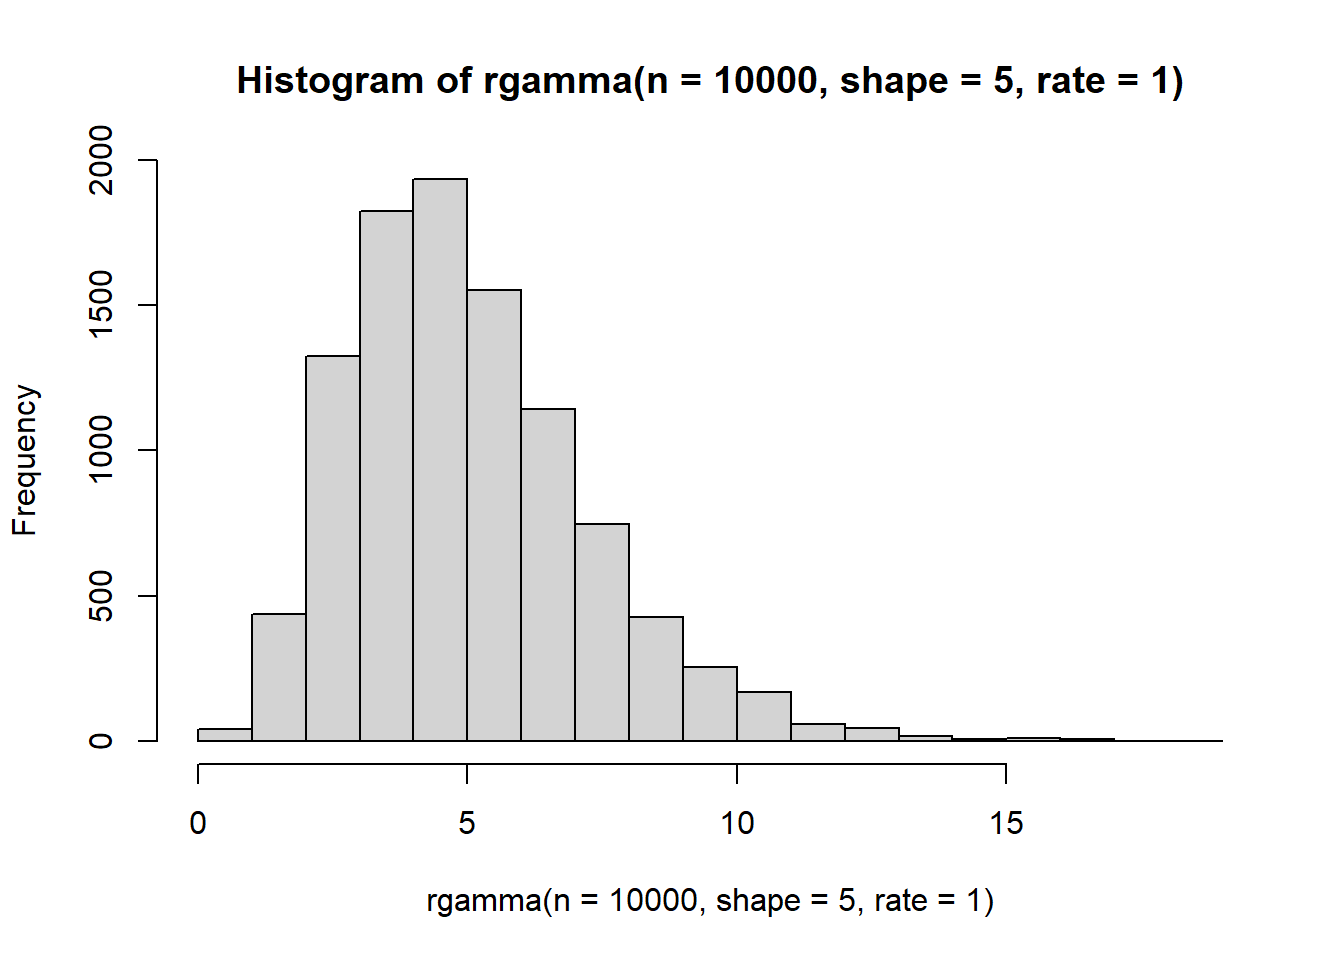 Histogram of rgamma(n = 10000, shape = 5, rate = 1)
2000
1500
1000
500
0
Frequency
0 5 10 15
rgamma(n = 10000, shape = 5, rate = 1)